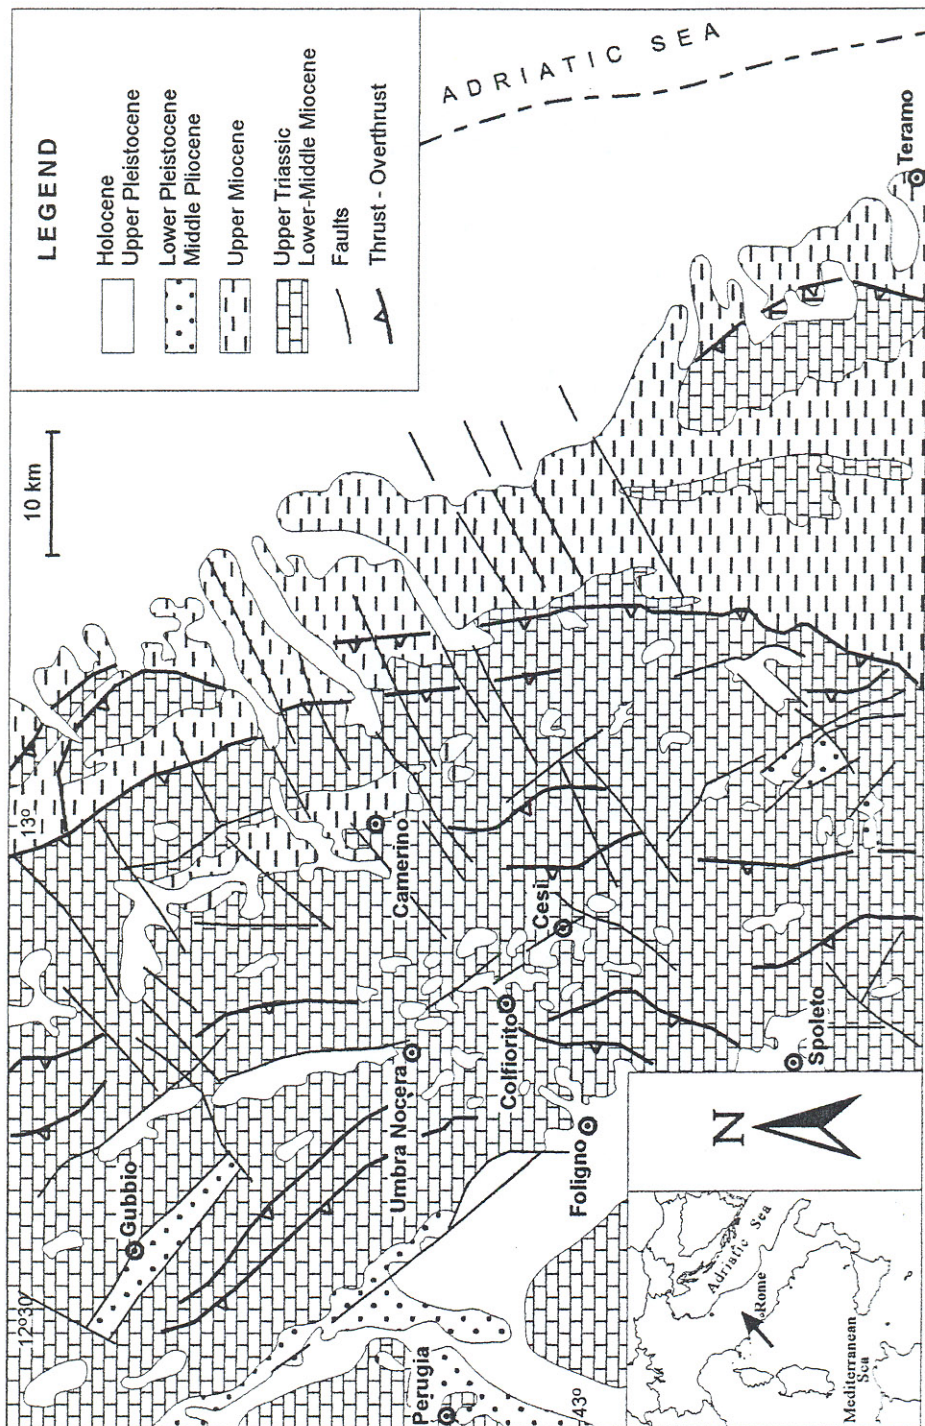 LEGEND
Holocene
Upper Pleistocene
Lower Pleistocene
Middle Pliocene
Upper Miocene
Upper Triassic
Lower-Middle Miocene
Faults
Thrust - Overthrust
ADRIATIC SEA
10 km
12°30'
13°
43°
Gubbio
Perugia
Umbra Nocera
Camerino
Colfiorito
Cesi
Foligno
Spoleto
Teramo
N
Adriatic Sea
Rome
Mediterranean
Sea